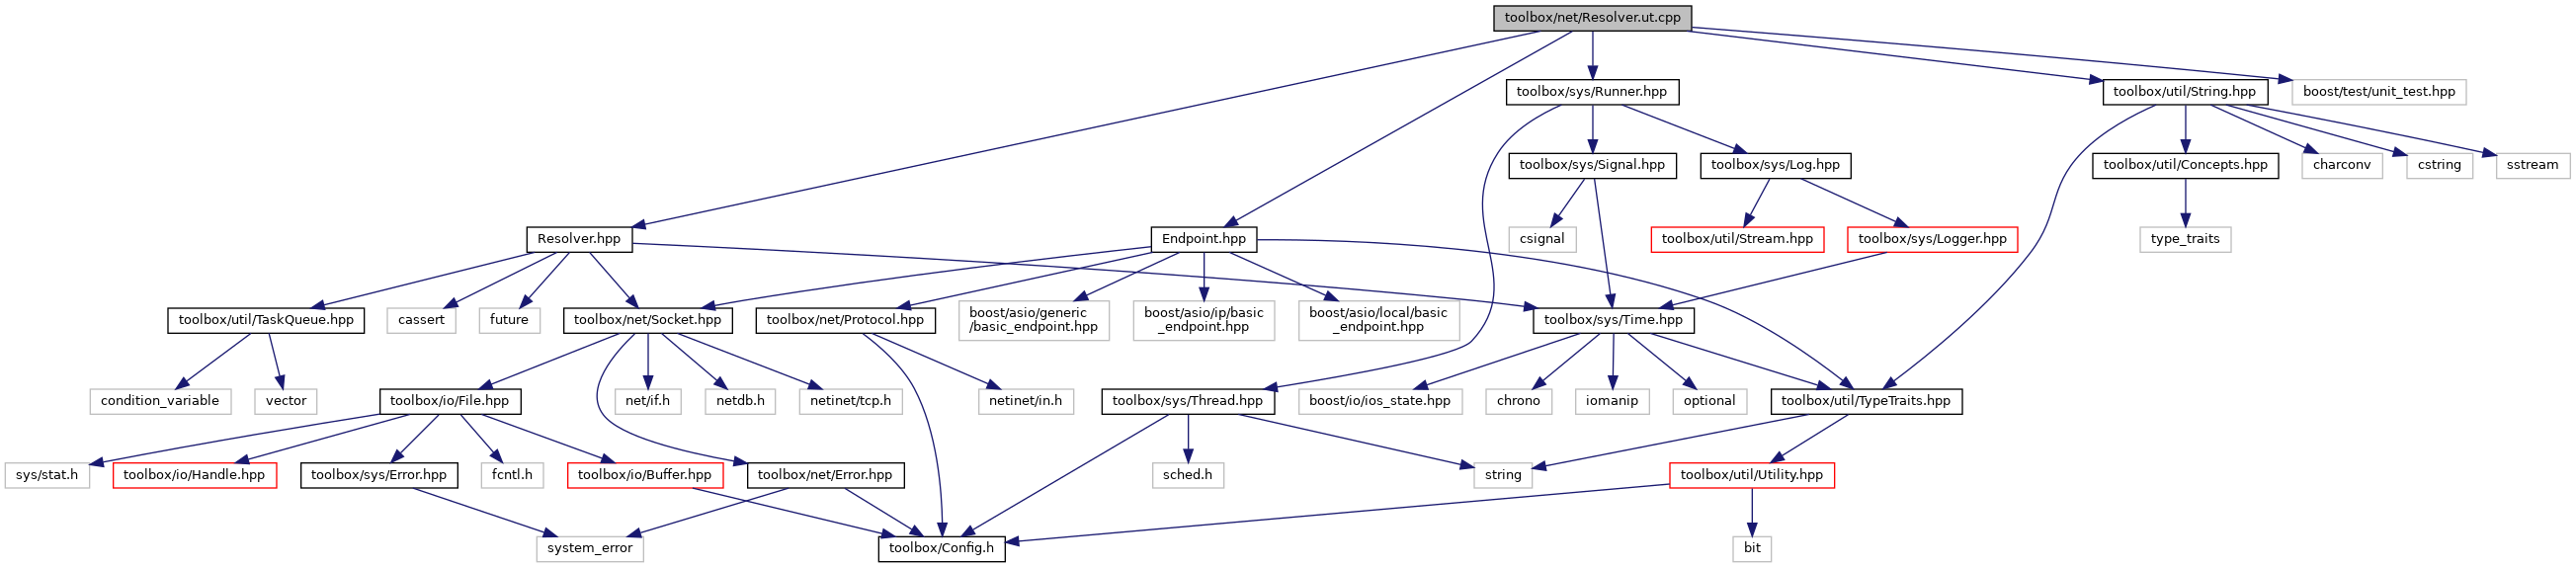 toolbox/net/Resolver.ut.cpp
toolbox/sys/Runner.hpp
toolbox/util/String.hpp
boost/test/unit_test.hpp
toolbox/sys/Signal.hpp
toolbox/sys/Log.hpp
toolbox/util/Concepts.hpp
charconv
cstring
sstream
Resolver.hpp
Endpoint.hpp
csignal
toolbox/util/Stream.hpp
toolbox/sys/Logger.hpp
type_traits
toolbox/util/TaskQueue.hpp
cassert
future
toolbox/net/Socket.hpp
toolbox/net/Protocol.hpp
boost/asio/generic
/basic_endpoint.hpp
boost/asio/ip/basic
_endpoint.hpp
boost/asio/local/basic
_endpoint.hpp
toolbox/sys/Time.hpp
condition_variable
vector
toolbox/io/File.hpp
net/if.h
netdb.h
netinet/tcp.h
netinet/in.h
toolbox/sys/Thread.hpp
boost/io/ios_state.hpp
chrono
iomanip
optional
toolbox/util/TypeTraits.hpp
sys/stat.h
toolbox/io/Handle.hpp
toolbox/sys/Error.hpp
fcntl.h
toolbox/io/Buffer.hpp
toolbox/net/Error.hpp
sched.h
string
toolbox/util/Utility.hpp
system_error
toolbox/Config.h
bit